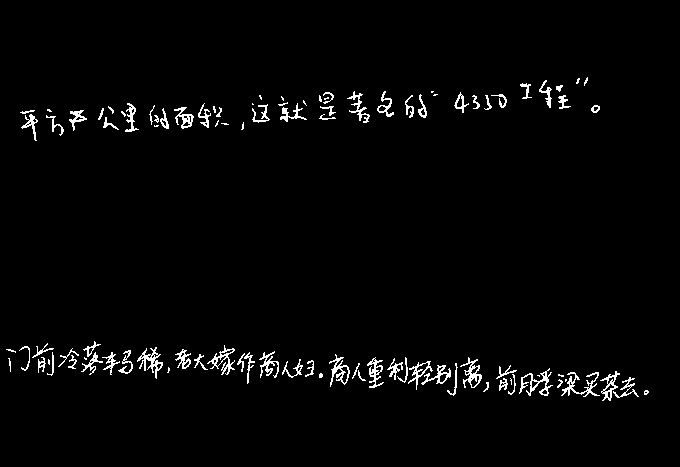 平方公里的面积,这就是著名的“4350工程”。
门前冷落车马稀,老大嫁作商人妇。商人重利轻别离,前月浮梁买茶去。